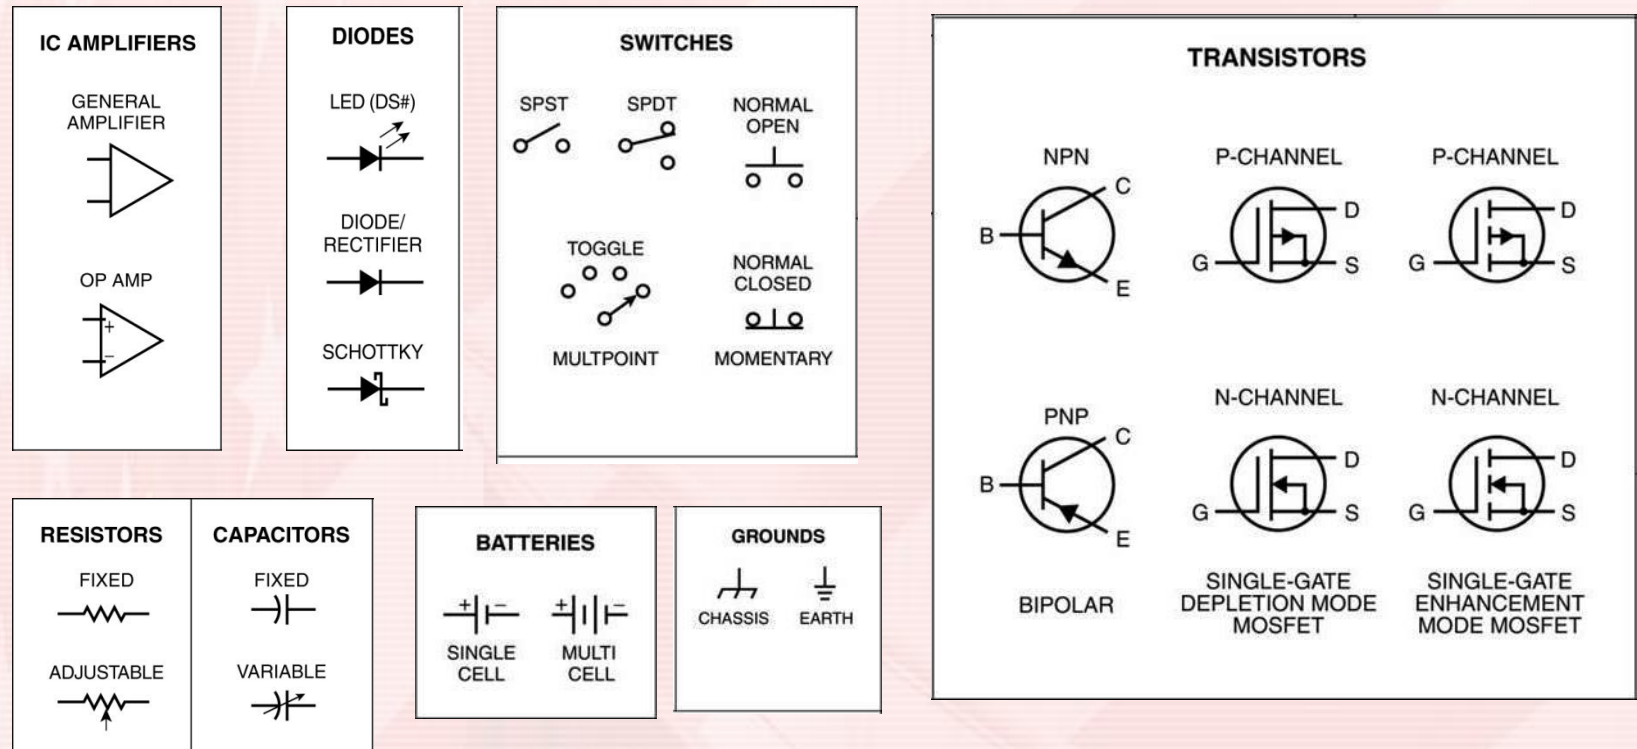 IC AMPLIFIERS
GENERAL
AMPLIFIER
OP AMP
+
−
DIODES
LED (DS#)
DIODE/
RECTIFIER
SCHOTTKY
SWITCHES
SPST
SPDT
NORMAL
OPEN
TOGGLE
NORMAL
CLOSED
MULTPOINT
MOMENTARY
TRANSISTORS
NPN
P-CHANNEL
P-CHANNEL
C
B
E
D
G
S
D
G
S
PNP
N-CHANNEL
N-CHANNEL
C
B
E
D
G
S
D
G
S
BIPOLAR
SINGLE-GATE
DEPLETION MODE
MOSFET
SINGLE-GATE
ENHANCEMENT
MODE MOSFET
RESISTORS
FIXED
ADJUSTABLE
CAPACITORS
FIXED
VARIABLE
BATTERIES
+ −
SINGLE
CELL
+ −
MULTI
CELL
GROUNDS
CHASSIS
EARTH